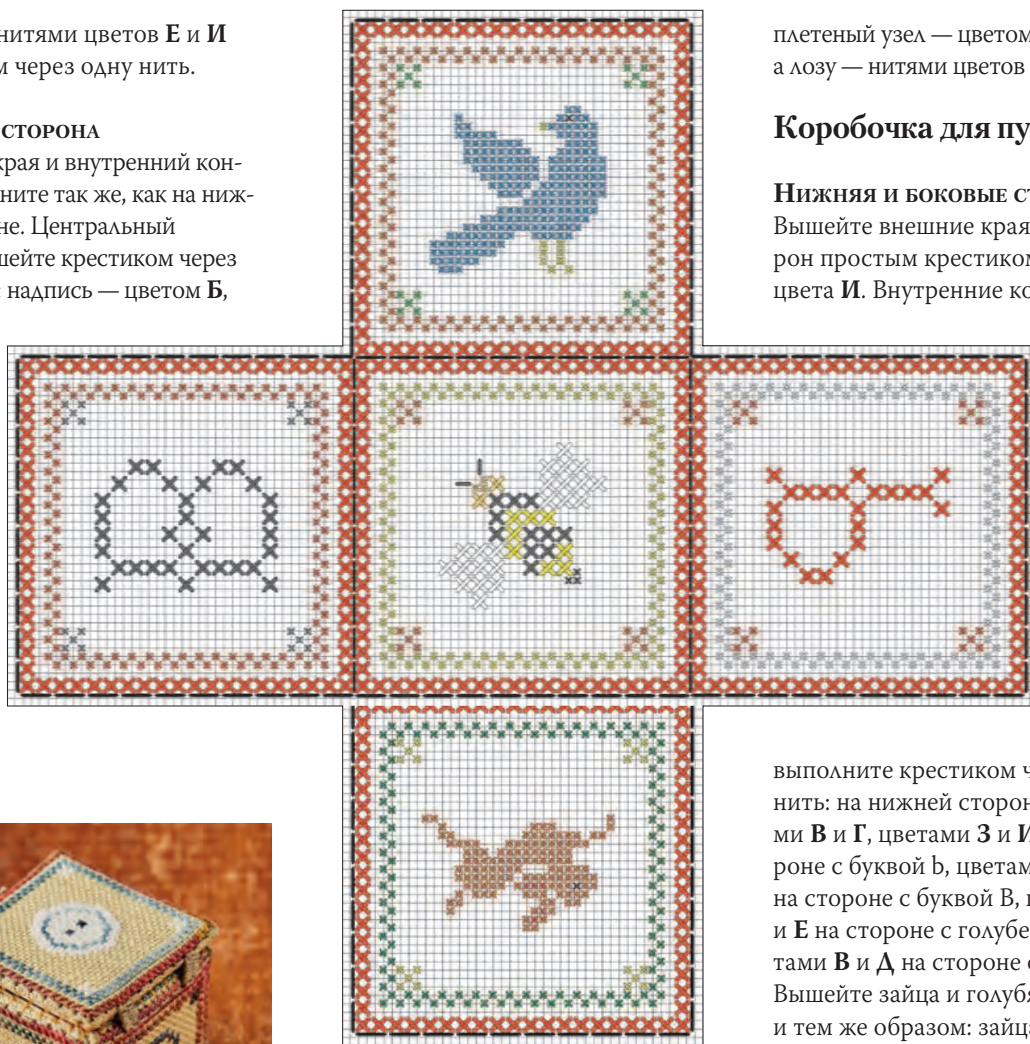 нитями цветов Е и И
через одну нить.
СТОРОНА
края и внутренний кон-
ните так же, как на ниж-
не. Центральный
шейте крестиком через
надпись — цветом Б,
плетеный узел — цветом
а лозу — нитями цветов
Коробочка для пу
НИЖНЯЯ И БОКОВЫЕ СТ
Вышейте внешние края
рон простым крестиком
цвета И. Внутренние ко
выполните крестиком ч
нить: на нижней сторон
ми В и Г, цветами З и И
роне с буквой b, цветам
на стороне с буквой B,
и Е на стороне с голубе
тами В и Д на стороне
Вышейте зайца и голубя
и тем же образом: зайца